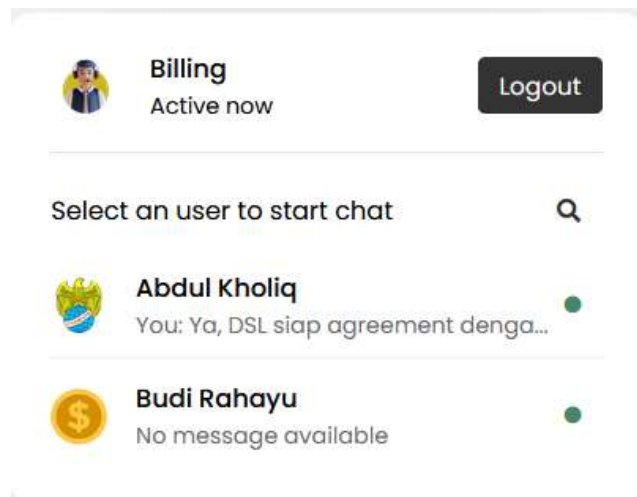 Billing
Active now
Logout
Select an user to start chat
Abdul Kholiq
You: Ya, DSL siap agreement denga...
Budi Rahayu
No message available
$